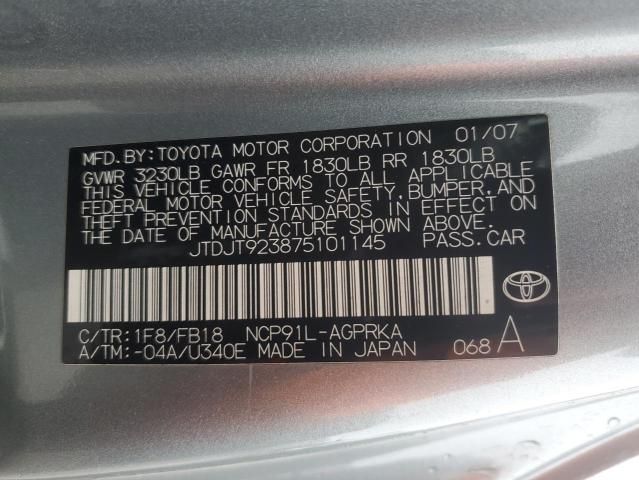 MFD.BY:TOYOTA MOTOR CORPORATION 01/07
GVWR 3230LB GAWR FR 1830LB RR 1830LB
THIS VEHICLE CONFORMS TO ALL APPLICABLE
FEDERAL MOTOR VEHICLE SAFETY, BUMPER, AND
THEFT PREVENTION STANDARDS IN EFFECT ON
THE DATE OF MANUFACTURE SHOWN ABOVE.
JTDJT923875101145 PASS.CAR
C/TR:1F8/FB18 NCP91L-AGPRKA
A/TM:-04A/U340E MADE IN JAPAN 068 A